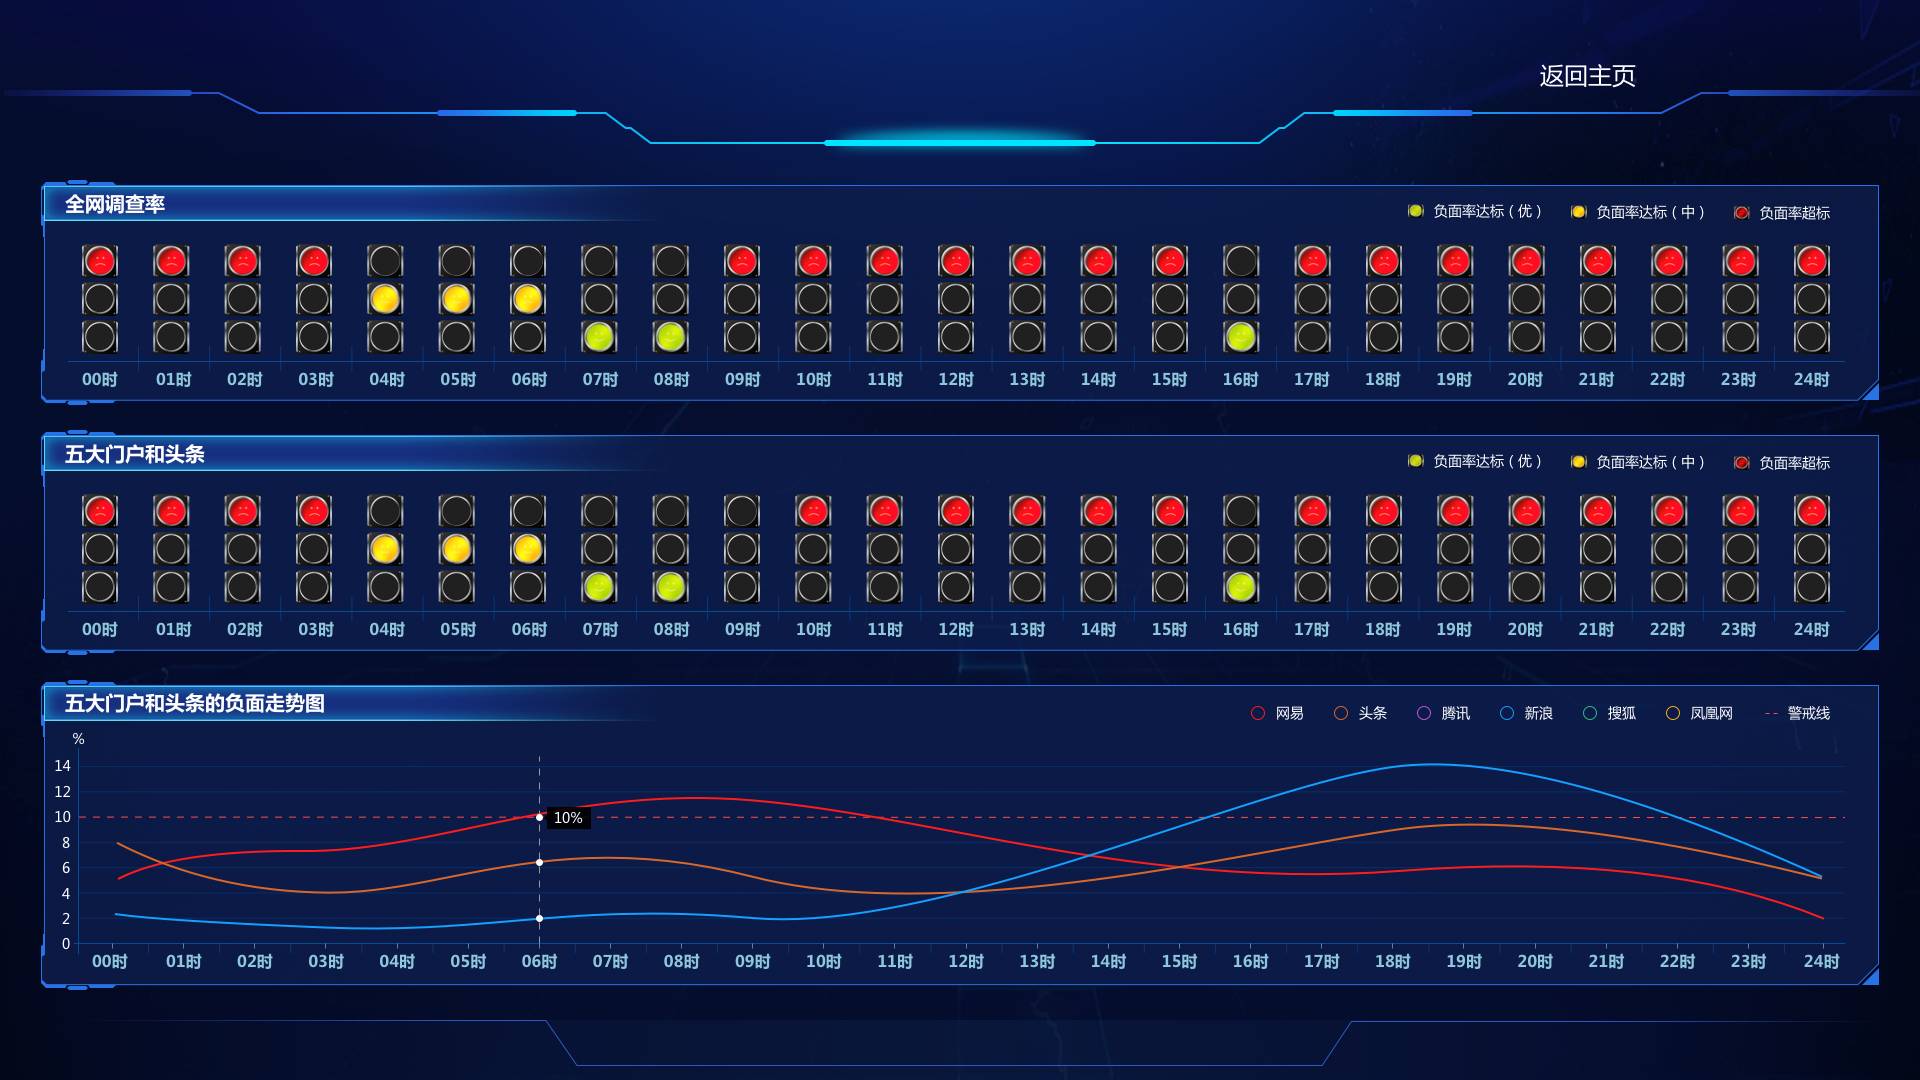 返回主页
全网调查率
负面率达标（优） 负面率达标（中） 负面率超标
00时 01时 02时 03时 04时 05时 06时 07时 08时 09时 10时 11时 12时 13时 14时 15时 16时 17时 18时 19时 20时 21时 22时 23时 24时
五大门户和头条
负面率达标（优） 负面率达标（中） 负面率超标
00时 01时 02时 03时 04时 05时 06时 07时 08时 09时 10时 11时 12时 13时 14时 15时 16时 17时 18时 19时 20时 21时 22时 23时 24时
五大门户和头条的负面走势图
网易 头条 腾讯 新浪 搜狐 凤凰网 警戒线
%
14
12
10
10%
8
6
4
2
0
00时 01时 02时 03时 04时 05时 06时 07时 08时 09时 10时 11时 12时 13时 14时 15时 16时 17时 18时 19时 20时 21时 22时 23时 24时